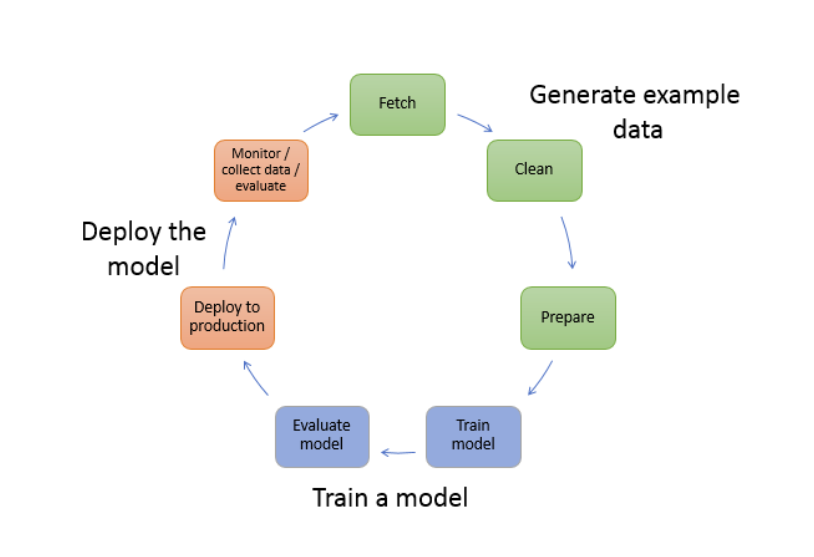 Fetch
Generate example
data
Clean
Prepare
Train
model
Train a model
Evaluate
model
Deploy to
production
Deploy the
model
Monitor /
collect data /
evaluate